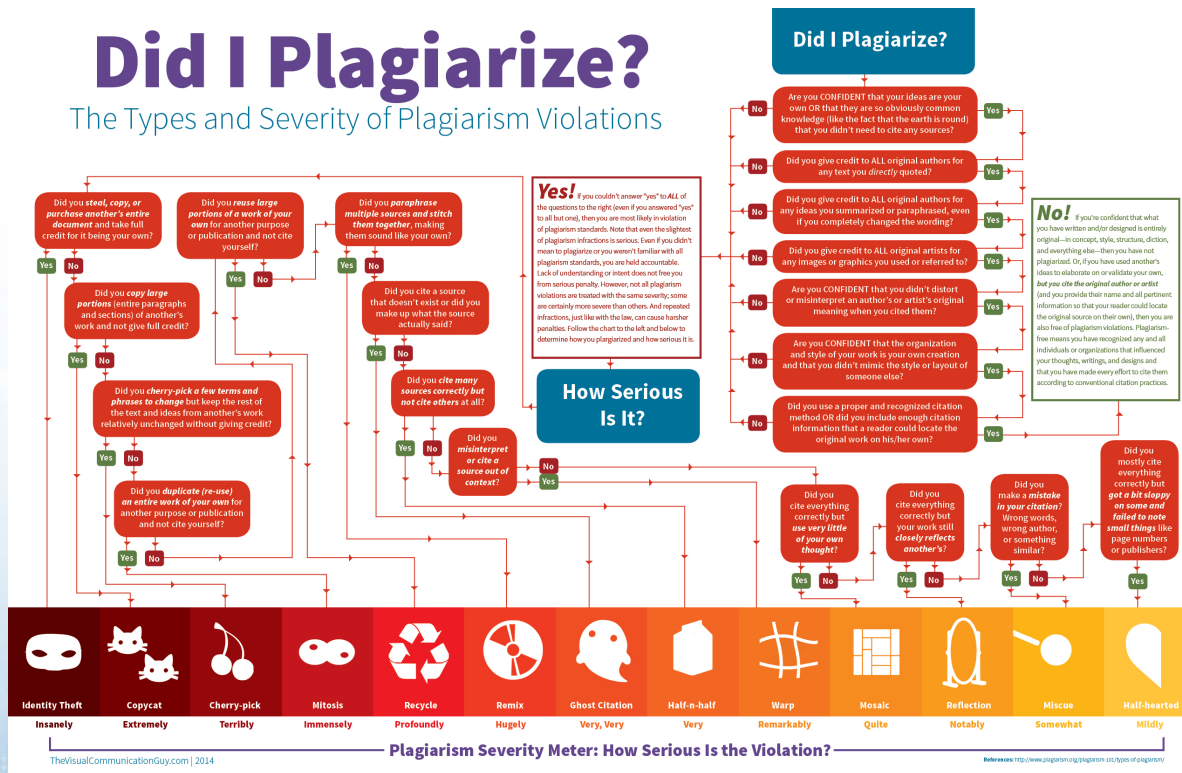 Did I Plagiarize?
The Types and Severity of Plagiarism Violations
Did I Plagiarize?
Are you CONFIDENT that your ideas are your
own OR that they are so obviously common
knowledge (like the fact that the earth is round)
that you didn't need to cite any sources?
No
Yes
Did you give credit to ALL original authors for
any text you directly quoted?
No
Yes
Did you give credit to ALL original authors for
any ideas you summarized or paraphrased, even
if you completely changed the wording?
No
Yes
Did you give credit to ALL original artists for
any images or graphics you used or referred to?
No
Yes
Are you CONFIDENT that you didn't distort
or misinterpret an author's or artist's original
meaning when you cited them?
No
Yes
Are you CONFIDENT that the organization
and style of your work is your own creation
and that you didn't mimic the style or layout of
someone else?
No
Yes
Did you use a proper and recognized citation
method OR did you include enough citation
information that a reader could locate the
original work on his/her own?
No
Yes
No! If you're confident that what
you have written and/or designed is entirely
original—in concept, style, structure, diction,
and everything else—then you have not
plagiarized. Or, if you have used another's
ideas to elaborate on or validate your own,
but you cite the original author or artist
(and you provide their name and all pertinent
information so that your reader could locate
the original source on their own), then you are
also free of plagiarism violations. Plagiarism-
free means you have recognized any and all
individuals or organizations that influenced
your thoughts, writings, and designs and
that you have made every effort to cite them
according to conventional citation practices.
Yes! If you couldn't answer "yes" to ALL of
the questions to the right (even if you answered "yes"
to all but one), then you are most likely in violation
of plagiarism standards. Note that even the slightest
of plagiarism infractions is serious. Even if you didn't
mean to plagiarize or you weren't familiar with all
plagiarism standards, you are held accountable.
Lack of understanding or intent does not free you
from serious penalty. However, not all plagiarism
violations are treated with the same severity; some
are certainly more severe than others. And repeated
infractions, just like with the law, can cause harsher
penalties. Follow the chart to the left and below to
determine how you plagiarized and how serious it is.
How Serious
Is It?
Did you steal, copy, or
purchase another's entire
document and take full
credit for it being your own?
Yes
No
Did you copy large
portions (entire paragraphs
and sections) of another's
work and not give full credit?
Yes
No
Did you cherry-pick a few terms and
phrases to change but keep the rest of
the text and ideas from another's work
relatively unchanged without giving credit?
Yes
No
Did you duplicate (re-use)
an entire work of your own for
another purpose or publication
and not cite yourself?
Yes
No
Did you reuse large
portions of a work of your
own for another purpose
or publication and not cite
yourself?
Yes
No
Did you paraphrase
multiple sources and stitch
them together, making
them sound like your own?
Yes
No
Did you cite a source
that doesn't exist or did you
make up what the source
actually said?
Yes
No
Did you cite many
sources correctly but
not cite others at all?
Yes
No
Did you
misinterpret
or cite a
source out of
context?
No
Yes
Did you
cite everything
correctly but
use very little
of your own
thought?
Yes
No
Did you
cite everything
correctly but
your work still
closely reflects
another's?
Yes
No
Did you
make a mistake
in your citation?
Wrong words,
wrong author,
or something
similar?
Yes
No
Did you
mostly cite
everything
correctly but
got a bit sloppy
on some and
failed to note
small things like
page numbers
or publishers?
Yes
Identity Theft
Copycat
Cherry-pick
Mitosis
Recycle
Remix
Ghost Citation
Half-n-half
Warp
Mosaic
Reflection
Miscue
Half-hearted
Insanely
Extremely
Terribly
Immensely
Profoundly
Hugely
Very, Very
Very
Remarkably
Quite
Notably
Somewhat
Mildly
Plagiarism Severity Meter: How Serious Is the Violation?
TheVisualCommunicationGuy.com | 2014
References: http://www.plagiarism.org/plagiarism-101/types-of-plagiarism/